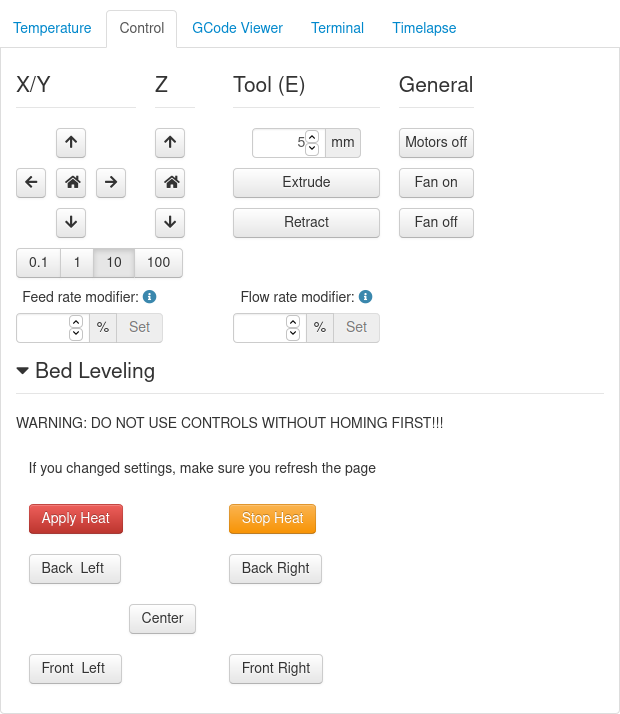 Temperature Control GCode Viewer Terminal Timelapse
X/Y Z Tool (E) General
5 mm Motors off
Extrude Fan on
Retract Fan off
0.1 1 10 100
Feed rate modifier: Flow rate modifier:
% Set % Set
Bed Leveling
WARNING: DO NOT USE CONTROLS WITHOUT HOMING FIRST!!!
If you changed settings, make sure you refresh the page
Apply Heat Stop Heat
Back Left Back Right
Center
Front Left Front Right